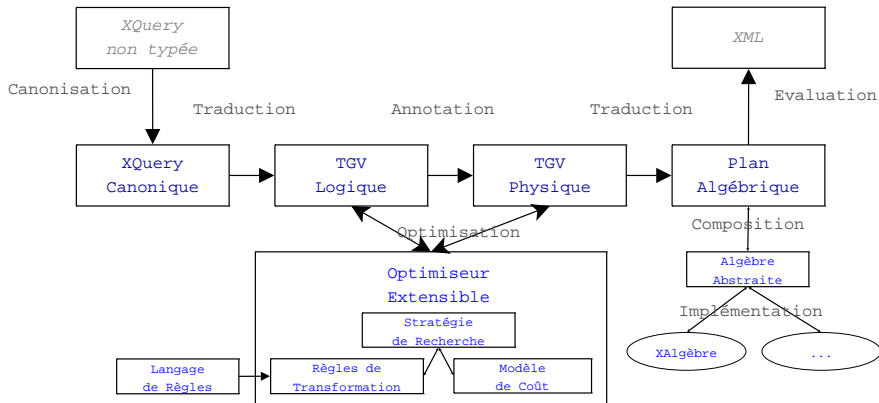 XQuery
non typée
XML
Canonisation
Evaluation
Traduction
Annotation
Traduction
XQuery
Canonique
TGV
Logique
TGV
Physique
Plan
Algébrique
Optimisation
Composition
Optimiseur
Extensible
Algèbre
Abstraite
Implémentation
Stratégie
de Recherche
XAlgèbre
...
Langage
de Règles
Règles de
Transformation
Modèle
de Coût